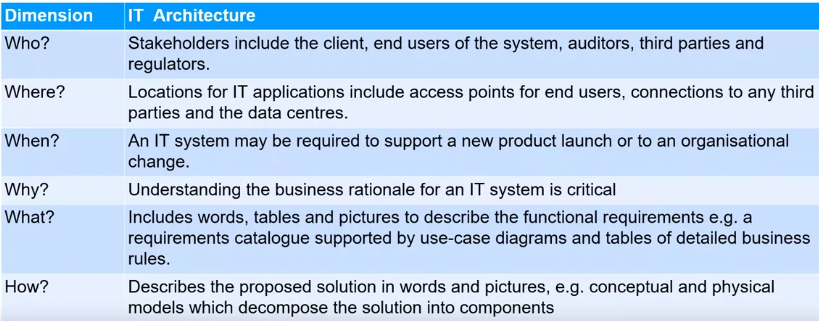 Dimension IT Architecture
Who? Stakeholders include the client, end users of the system, auditors, third parties and
regulators.
Where? Locations for IT applications include access points for end users, connections to any third
parties and the data centres.
When? An IT system may be required to support a new product launch or to an organisational
change.
Why? Understanding the business rationale for an IT system is critical
What? Includes words, tables and pictures to describe the functional requirements e.g. a
requirements catalogue supported by use-case diagrams and tables of detailed business
rules.
How? Describes the proposed solution in words and pictures, e.g. conceptual and physical
models which decompose the solution into components